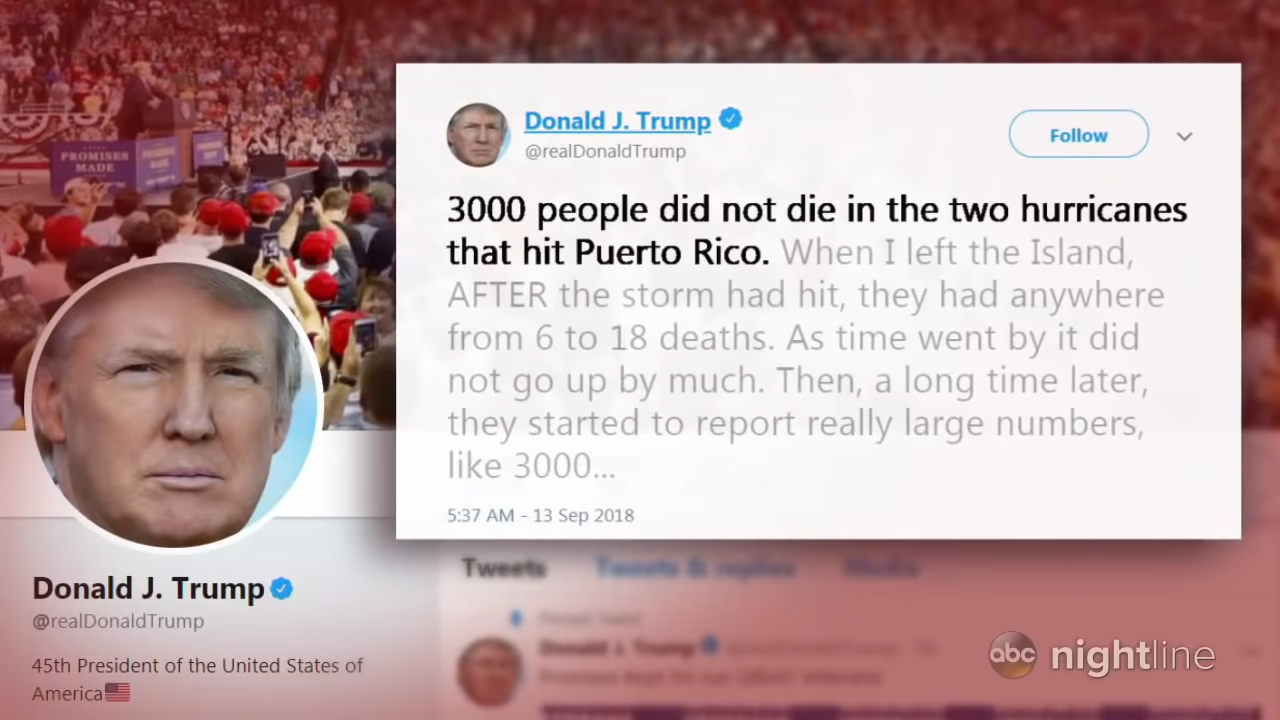 PROMISES
MADE
Donald J. Trump
@realDonaldTrump
Follow
3000 people did not die in the two hurricanes
that hit Puerto Rico. When I left the Island,
AFTER the storm had hit, they had anywhere
from 6 to 18 deaths. As time went by it did
not go up by much. Then, a long time later,
they started to report really large numbers,
like 3000...
5:37 AM - 13 Sep 2018
Donald J. Trump
@realDonaldTrump
45th President of the United States of
America
Tweets Tweets & replies Media
Donald J. Trump
abc nightline